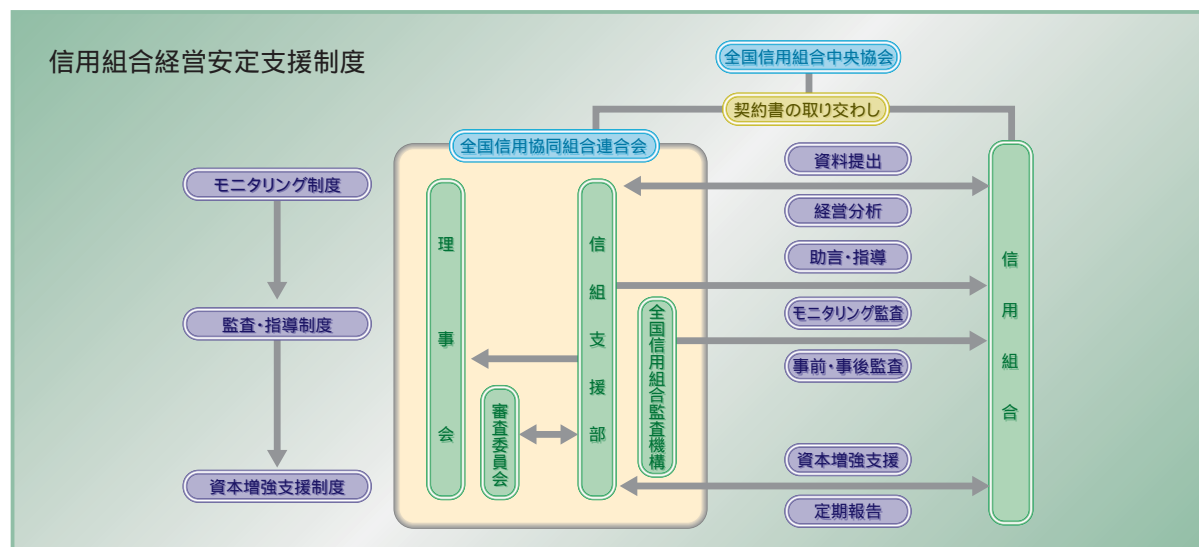 信用組合経営安定支援制度
全国信用組合中央協会
契約書の取り交わし
全国信用協同組合連合会
モニタリング制度
監査・指導制度
資本増強支援制度
理事会
審査委員会
信組支援部
全国信用組合監査機構
資料提出
経営分析
助言・指導
モニタリング監査
事前・事後監査
資本増強支援
定期報告
信用組合